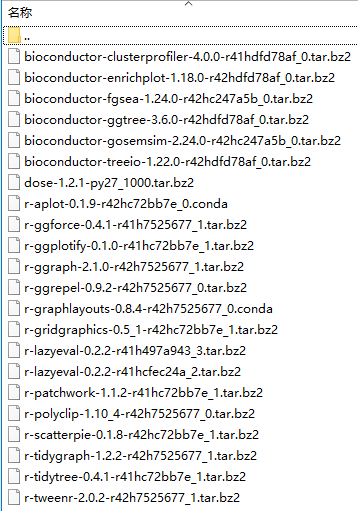 名称
..
bioconductor-clusterprofiler-4.0.0-r41hdfd78af_0.tar.bz2
bioconductor-enrichplot-1.18.0-r42hdfd78af_0.tar.bz2
bioconductor-fgsea-1.24.0-r42hc247a5b_0.tar.bz2
bioconductor-ggtree-3.6.0-r42hdfd78af_0.tar.bz2
bioconductor-gosemsim-2.24.0-r42hc247a5b_0.tar.bz2
bioconductor-treeio-1.22.0-r42hdfd78af_0.tar.bz2
dose-1.2.1-py27_1000.tar.bz2
r-aplot-0.1.9-r42hc72bb7e_0.conda
r-ggforce-0.4.1-r41h7525677_1.tar.bz2
r-ggplotify-0.1.0-r41hc72bb7e_1.tar.bz2
r-ggraph-2.1.0-r42h7525677_1.tar.bz2
r-ggrepel-0.9.2-r42h7525677_0.tar.bz2
r-graphlayouts-0.8.4-r42h7525677_0.conda
r-gridgraphics-0.5_1-r42hc72bb7e_1.tar.bz2
r-lazyeval-0.2.2-r41h497a943_3.tar.bz2
r-lazyeval-0.2.2-r41hcfec24a_2.tar.bz2
r-patchwork-1.1.2-r41hc72bb7e_1.tar.bz2
r-polyclip-1.10_4-r42h7525677_0.tar.bz2
r-scatterpie-0.1.8-r42hc72bb7e_1.tar.bz2
r-tidygraph-1.2.2-r42h7525677_1.tar.bz2
r-tidytree-0.4.1-r41hc72bb7e_1.tar.bz2
r-tweenr-2.0.2-r42h7525677_1.tar.bz2